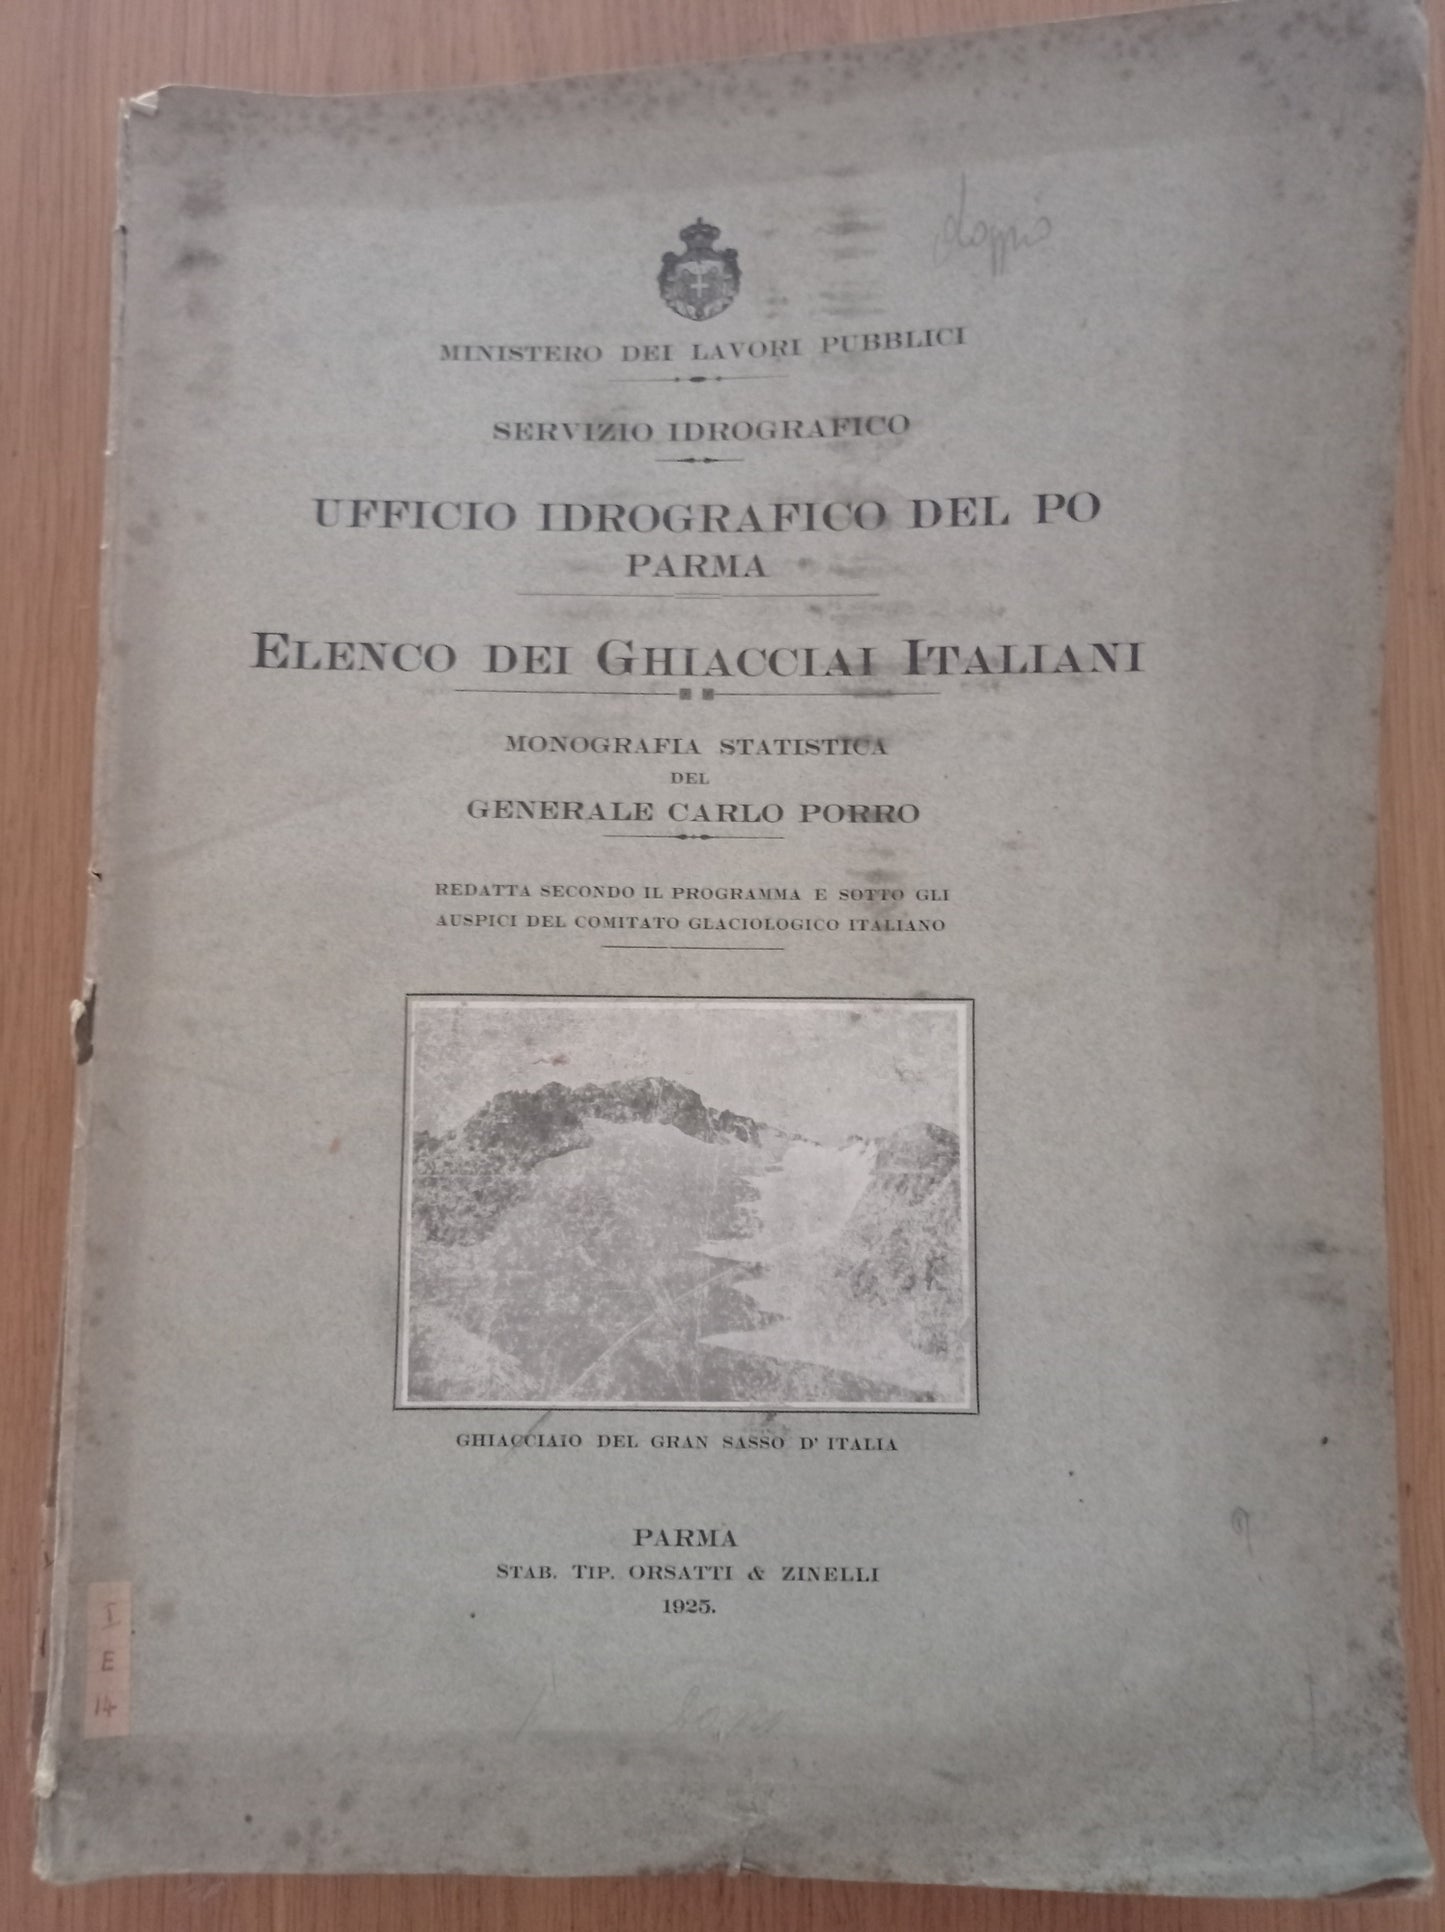 doppio
MINISTERO DEI LAVORI PUBBLICI
SERVIZIO IDROGRAFICO
UFFICIO IDROGRAFICO DEL PO
PARMA
ELENCO DEI GHIACCIAI ITALIANI
MONOGRAFIA STATISTICA
DEL
GENERALE CARLO PORRO
REDATTA SECONDO IL PROGRAMMA E SOTTO GLI
AUSPICI DEL COMITATO GLACIOLOGICO ITALIANO
GHIACCIAIO DEL GRAN SASSO D' ITALIA
PARMA
STAB. TIP. ORSATTI & ZINELLI
1925.
I
E
14